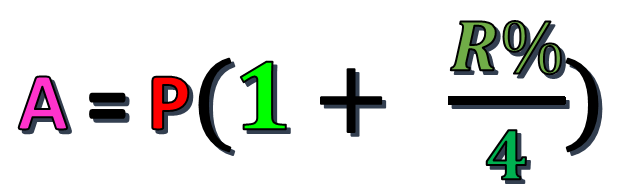 A = P(1 + R%/4)